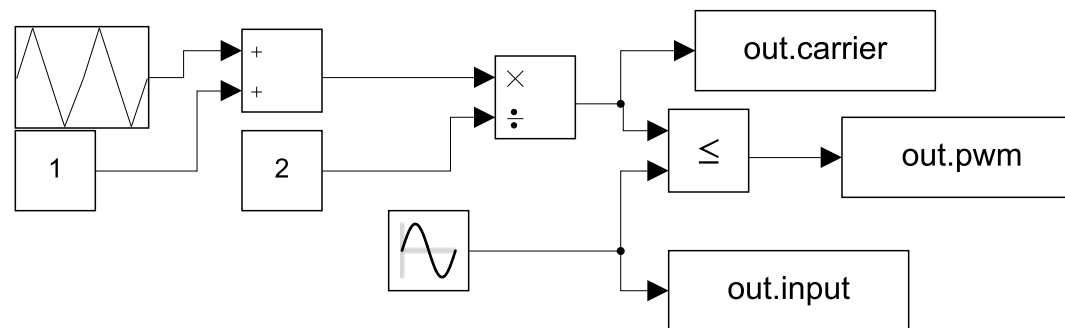 +
+
×
÷
out.carrier
≤
out.pwm
1
2
out.input